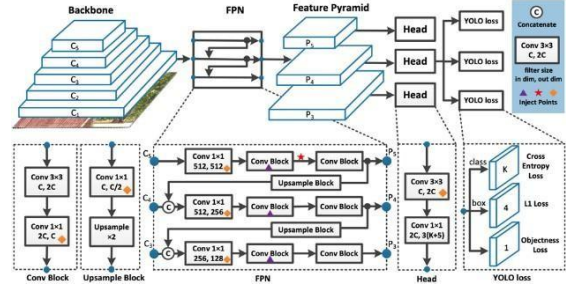 Backbone
FPN
Feature Pyramid
C5
C4
C3
C2
C1
P5
P4
P3
Head
Head
Head
YOLO loss
YOLO loss
YOLO loss
C
Concatenate
Conv 3×3
C, 2C
filter size
in dim, out dim
Inject Points
Conv 3×3
C, 2C
Conv 1×1
2C, C
Conv Block
Conv 1×1
C, C/2
Upsample
×2
Upsample Block
C5
Conv 1×1
512, 512
Conv Block
Conv Block
P5
Upsample Block
C4
C
Conv 1×1
512, 256
Conv Block
Conv Block
P4
Upsample Block
C3
C
Conv 1×1
256, 128
Conv Block
Conv Block
P3
FPN
Conv 3×3
C, 2C
Conv 1×1
2C, 3(K+5)
Head
class
K
Cross
Entropy
Loss
box
4
L1 Loss
1
Objectness
Loss
YOLO loss